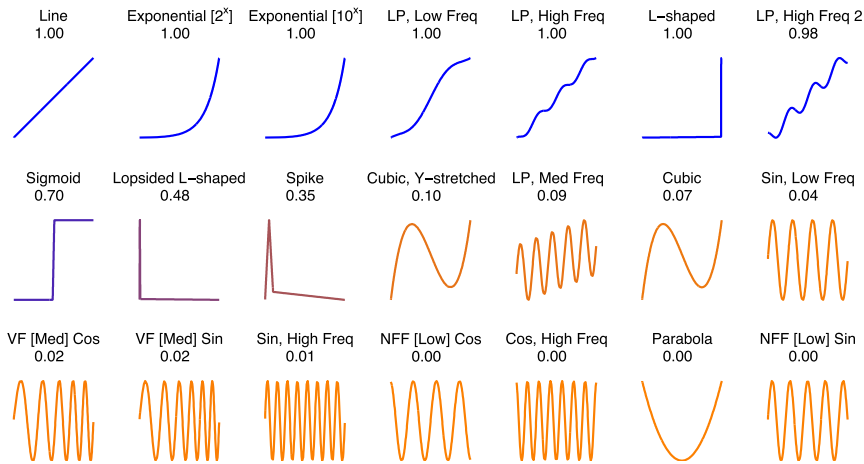 Line
1.00
Exponential [2^x]
1.00
Exponential [10^x]
1.00
LP, Low Freq
1.00
LP, High Freq
1.00
L−shaped
1.00
LP, High Freq 2
0.98
Sigmoid
0.70
Lopsided L−shaped
0.48
Spike
0.35
Cubic, Y−stretched
0.10
LP, Med Freq
0.09
Cubic
0.07
Sin, Low Freq
0.04
VF [Med] Cos
0.02
VF [Med] Sin
0.02
Sin, High Freq
0.01
NFF [Low] Cos
0.00
Cos, High Freq
0.00
Parabola
0.00
NFF [Low] Sin
0.00